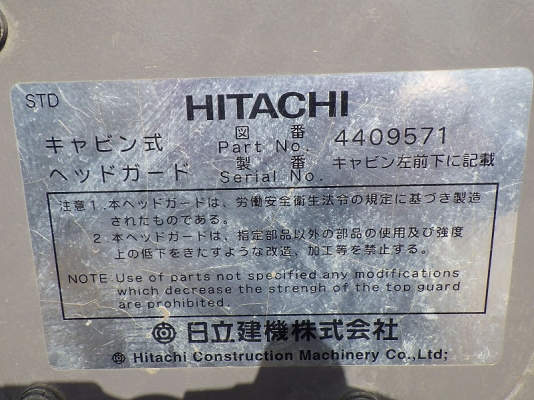 STD
HITACHI
キャビン式 図番 Part No. 4409571
ヘッドガード 製番 Serial No. キャビン左前下に記載
注意1.本ヘッドガードは、労働安全衛生法令の規定に基づき製造
されたものである。
2.本ヘッドガードは、指定部品以外の部品の使用及び強度
上の低下をきたすような改造、加工等を禁止する。
NOTE:Use of parts not specified any modifications
which decrease the strengh of the top guard
are prohibited.
日立建機株式会社
Hitachi Construction Machinery Co.,Ltd;